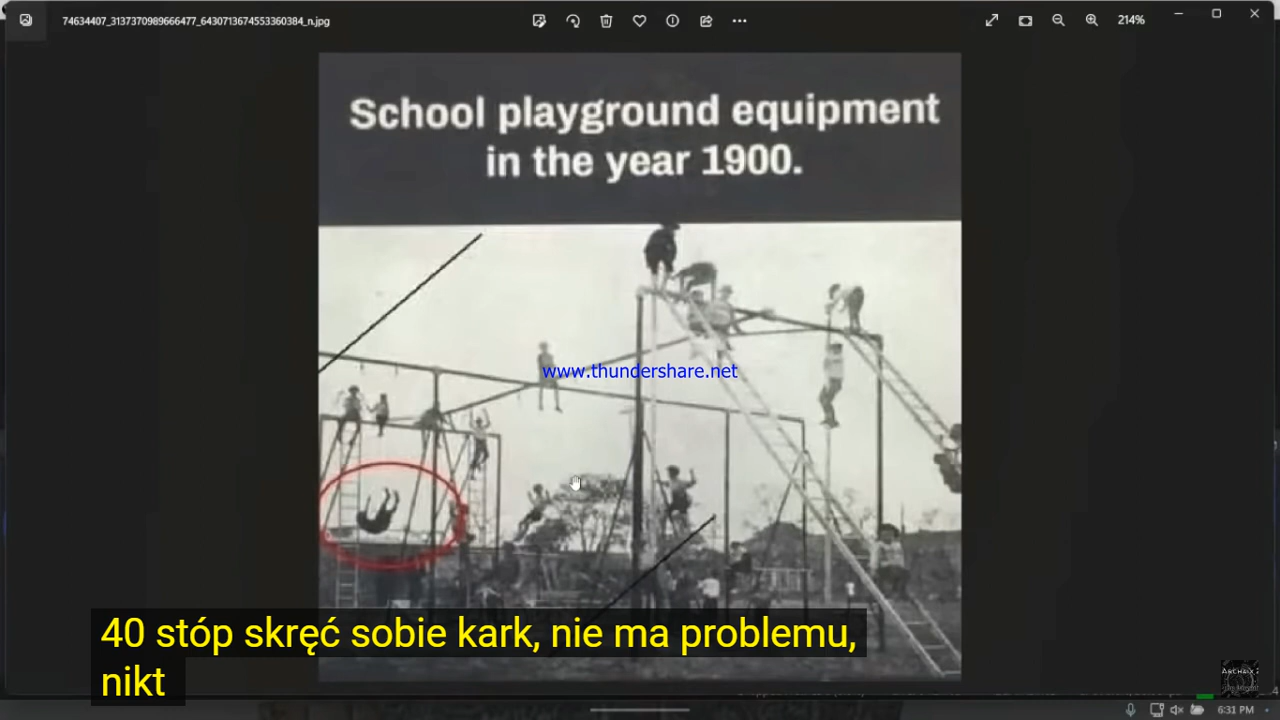 74634407_3137370989666477_6430713674553360384_n.jpg
214%
School playground equipment
in the year 1900.
www.thundershare.net
40 stóp skręć sobie kark, nie ma problemu,
nikt
6:31 PM